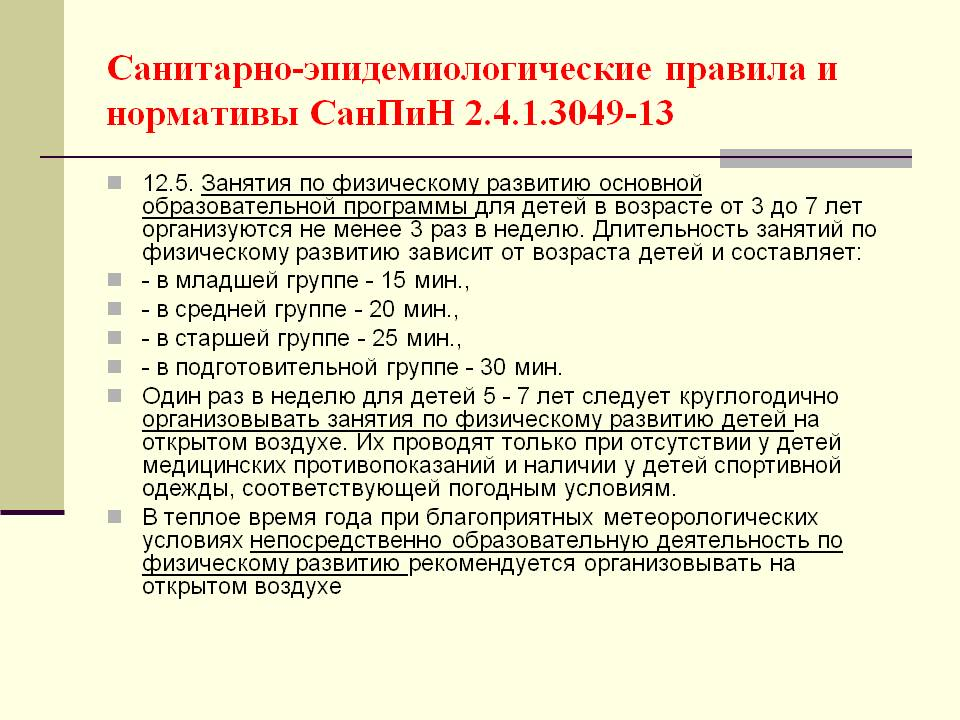 Санитарно-эпидемиологические правила и
нормативы СанПиН 2.4.1.3049-13
12.5. Занятия по физическому развитию основной
образовательной программы для детей в возрасте от 3 до 7 лет
организуются не менее 3 раз в неделю. Длительность занятий по
физическому развитию зависит от возраста детей и составляет:
- в младшей группе - 15 мин.,
- в средней группе - 20 мин.,
- в старшей группе - 25 мин.,
- в подготовительной группе - 30 мин.
Один раз в неделю для детей 5 - 7 лет следует круглогодично
организовывать занятия по физическому развитию детей на
открытом воздухе. Их проводят только при отсутствии у детей
медицинских противопоказаний и наличии у детей спортивной
одежды, соответствующей погодным условиям.
В теплое время года при благоприятных метеорологических
условиях непосредственно образовательную деятельность по
физическому развитию рекомендуется организовывать на
открытом воздухе